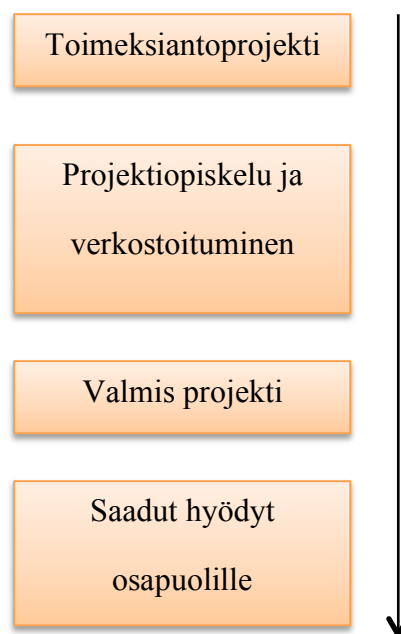 Toimeksiantoprojekti
Projektiopiskelu ja
verkostoituminen
Valmis projekti
Saadut hyödyt
osapuolille